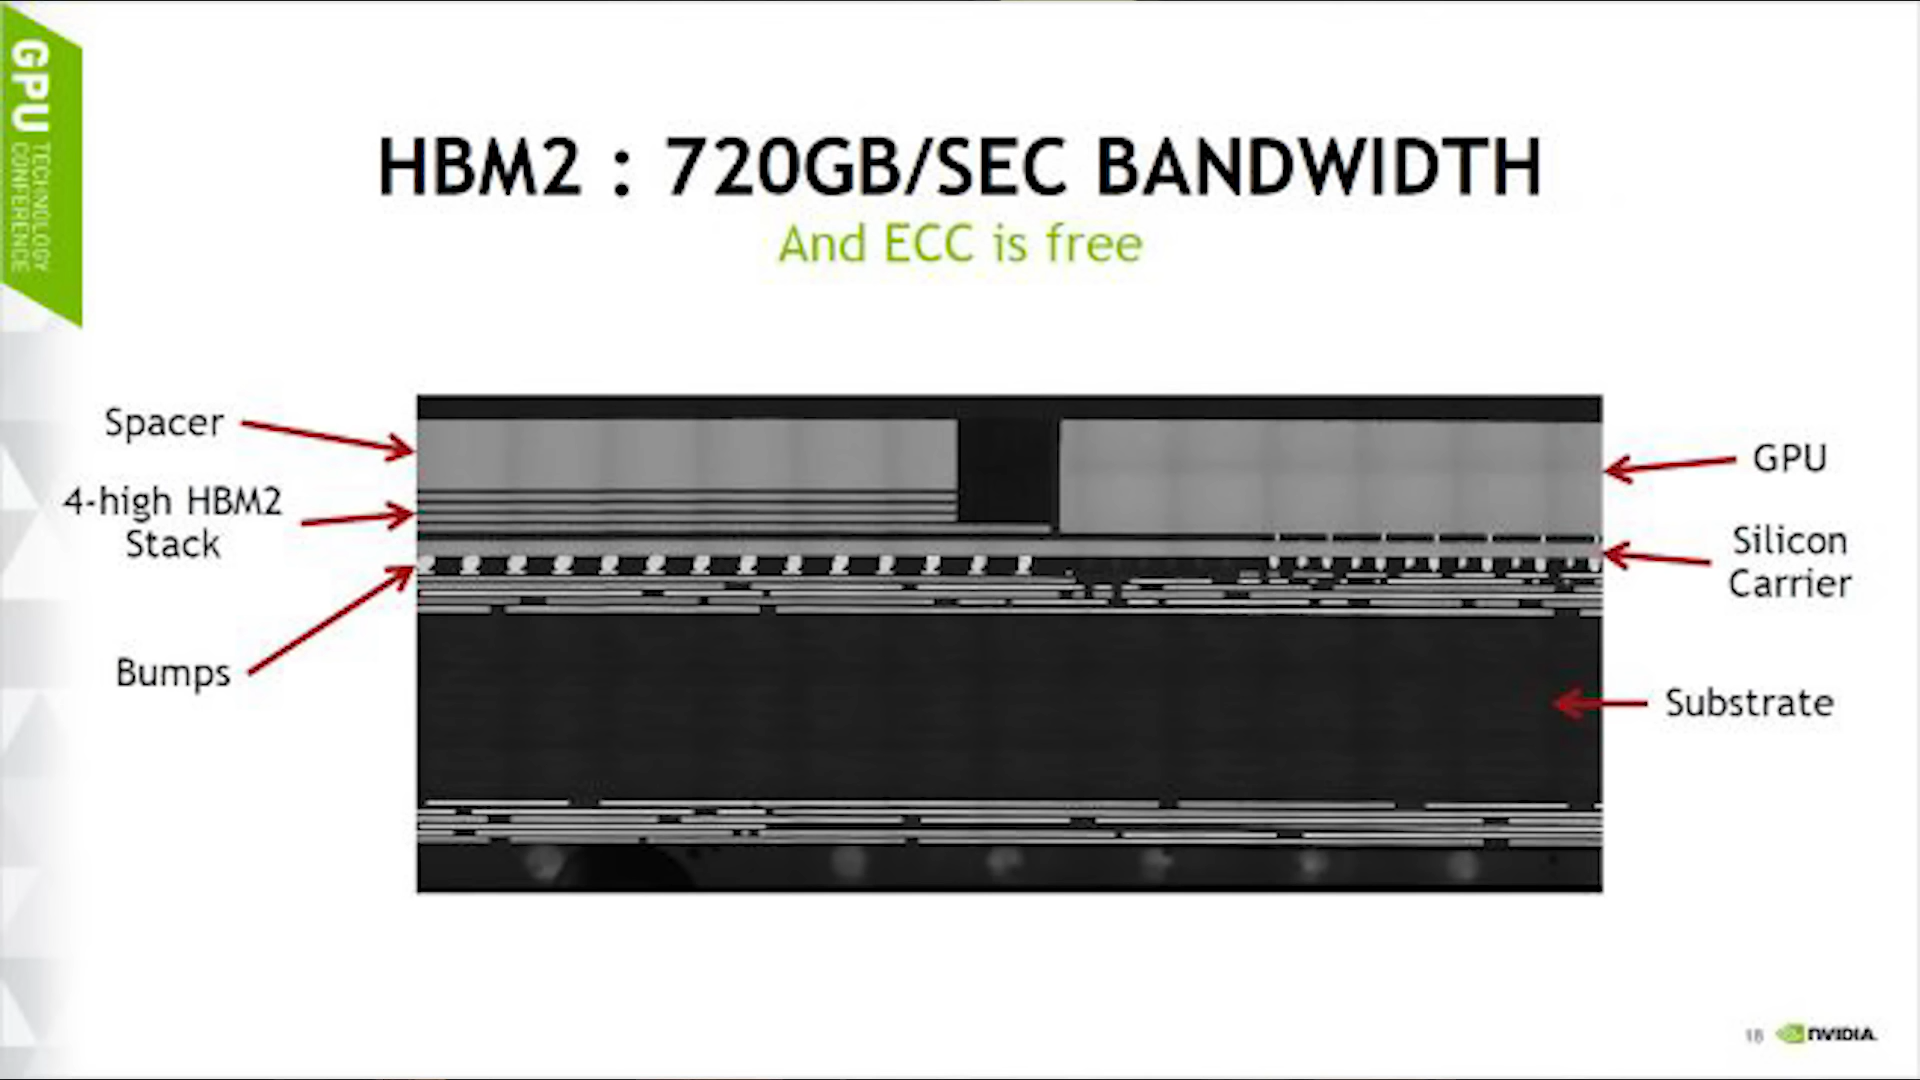 GPU TECHNOLOGY
CONFERENCE
HBM2 : 720GB/SEC BANDWIDTH
And ECC is free
Spacer
4-high HBM2
Stack
Bumps
GPU
Silicon
Carrier
Substrate
18
NVIDIA.